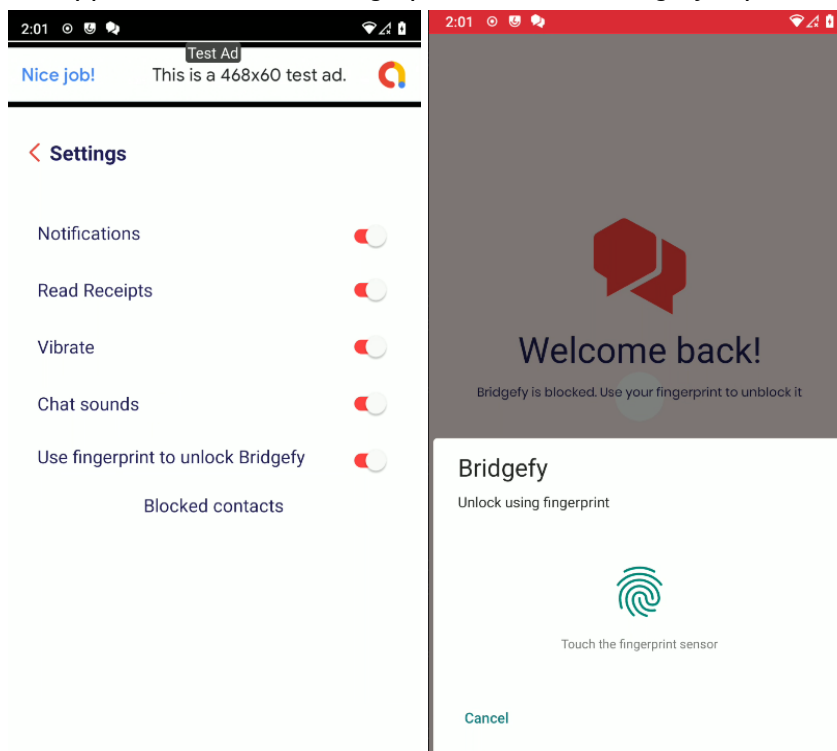 2:01
Test Ad
Nice job! This is a 468x60 test ad.
Settings
Notifications
Read Receipts
Vibrate
Chat sounds
Use fingerprint to unlock Bridgefy
Blocked contacts
2:01
Welcome back!
Bridgefy is blocked. Use your fingerprint to unblock it
Bridgefy
Unlock using fingerprint
Touch the fingerprint sensor
Cancel